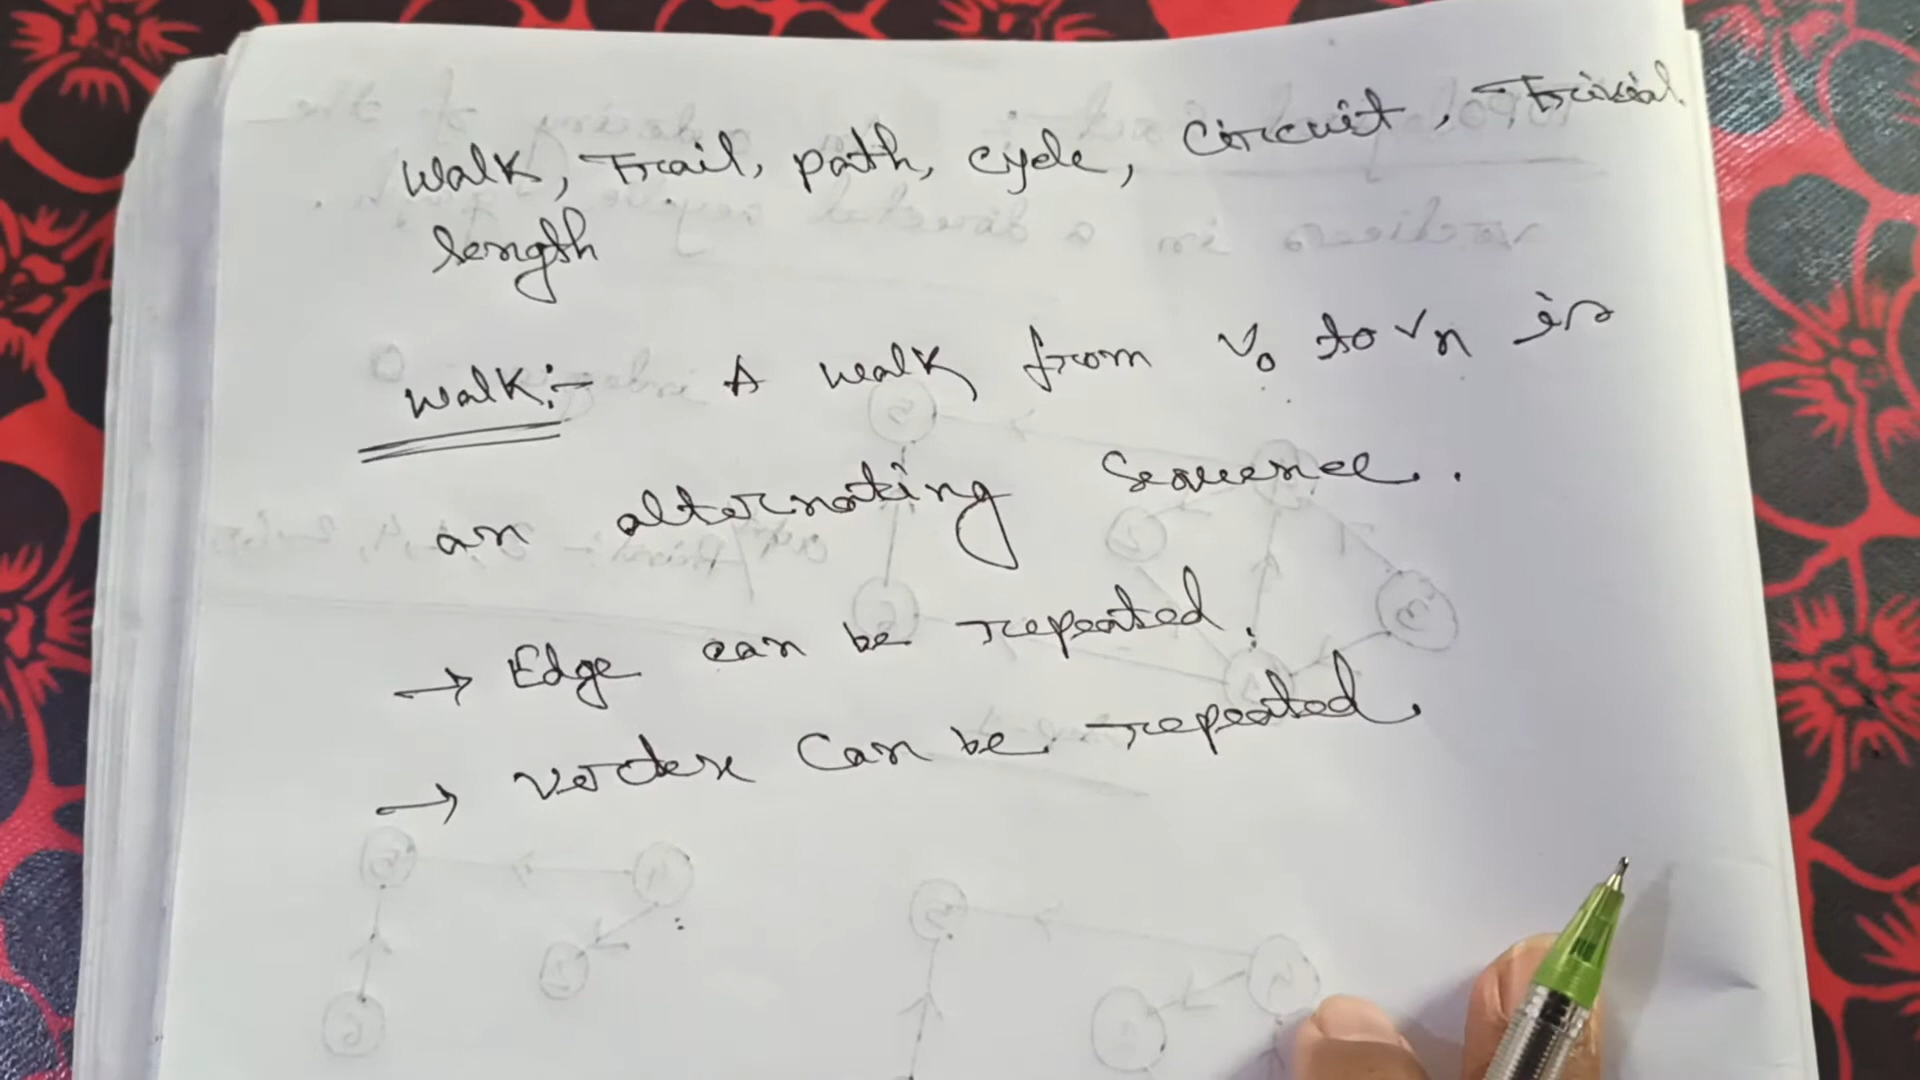 Walk, Trail, path, cycle, Circuit, Trivial
length
Walk:- A walk from V₀ to Vn is
an alternating sequence.
→ Edge can be repeated.
→ Vertex can be repeated.